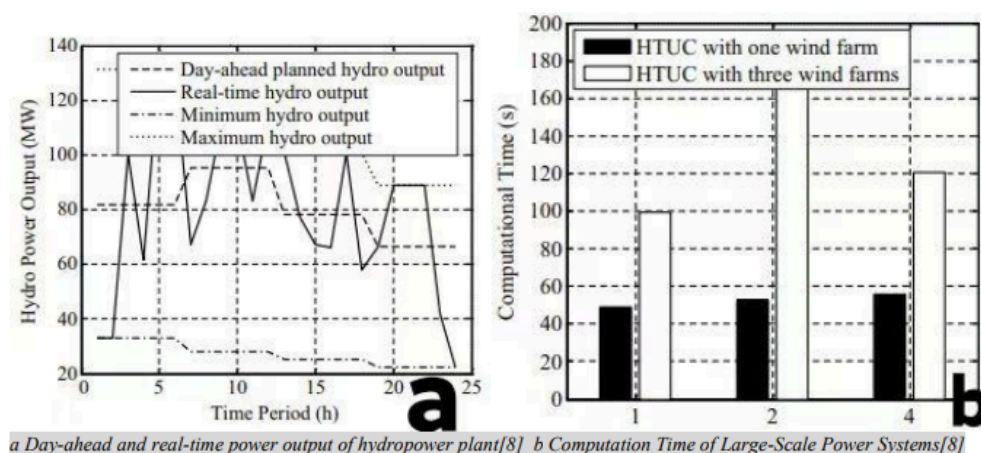 140
120
100
80
60
40
20
0
5
10
15
20
25
Hydro Power Output (MW)
Time Period (h)
Day-ahead planned hydro output
Real-time hydro output
Minimum hydro output
Maximum hydro output
a
200
180
160
140
120
100
80
60
40
20
0
1
2
4
Computational Time (s)
HTUC with one wind farm
HTUC with three wind farms
b
a Day-ahead and real-time power output of hydropower plant[8] b Computation Time of Large-Scale Power Systems[8]